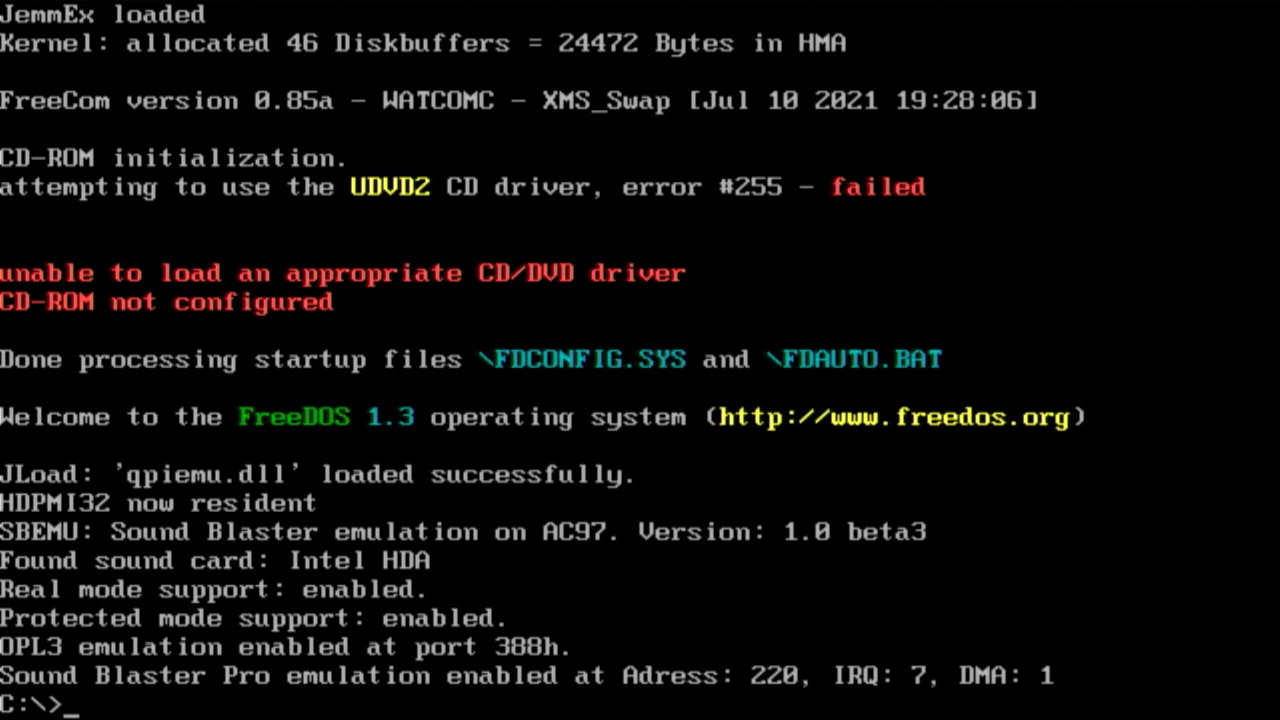 JemmEx loaded
Kernel: allocated 46 Diskbuffers = 24472 Bytes in HMA
FreeCom version 0.85a - WATCOMC - XMS_Swap [Jul 10 2021 19:28:06]
CD-ROM initialization.
attempting to use the UDVD2 CD driver, error #255 - failed
unable to load an appropriate CD/DVD driver
CD-ROM not configured
Done processing startup files \FDCONFIG.SYS and \FDAUTO.BAT
Welcome to the FreeDOS 1.3 operating system (http://www.freedos.org)
JLoad: 'qpiemu.dll' loaded successfully.
HDPMI32 now resident
SBEMU: Sound Blaster emulation on AC97. Version: 1.0 beta3
Found sound card: Intel HDA
Real mode support: enabled.
Protected mode support: enabled.
OPL3 emulation enabled at port 388h.
Sound Blaster Pro emulation enabled at Adress: 220, IRQ: 7, DMA: 1
C:\>_